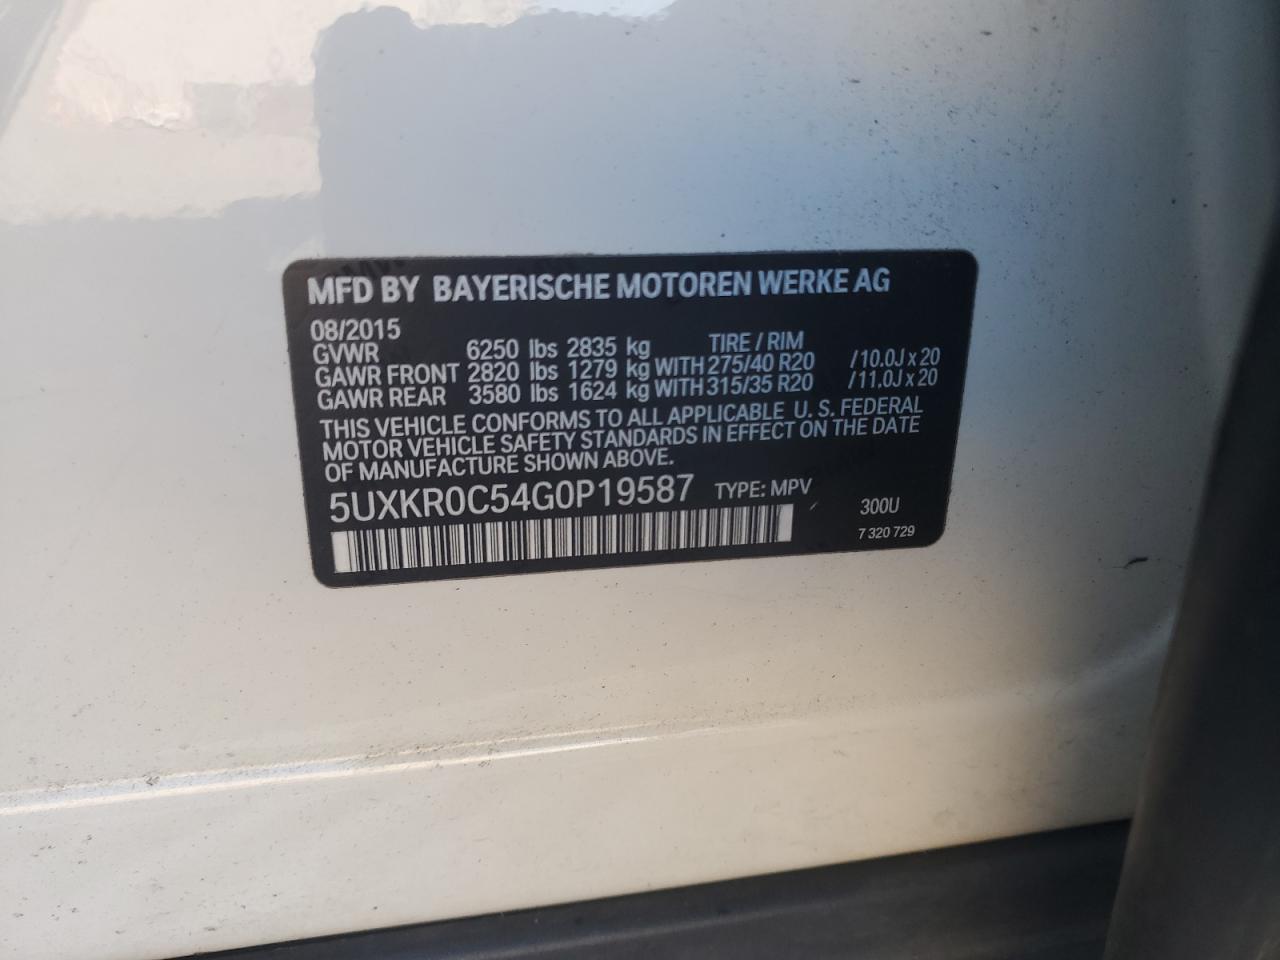 MFD BY BAYERISCHE MOTOREN WERKE AG
08/2015 TIRE / RIM
GVWR 6250 lbs 2835 kg
GAWR FRONT 2820 lbs 1279 kg WITH 275/40 R20 /10.0J x 20
GAWR REAR 3580 lbs 1624 kg WITH 315/35 R20 /11.0J x 20
THIS VEHICLE CONFORMS TO ALL APPLICABLE U. S. FEDERAL
MOTOR VEHICLE SAFETY STANDARDS IN EFFECT ON THE DATE
OF MANUFACTURE SHOWN ABOVE.
5UXKR0C54G0P19587 TYPE: MPV
300U
7 320 729